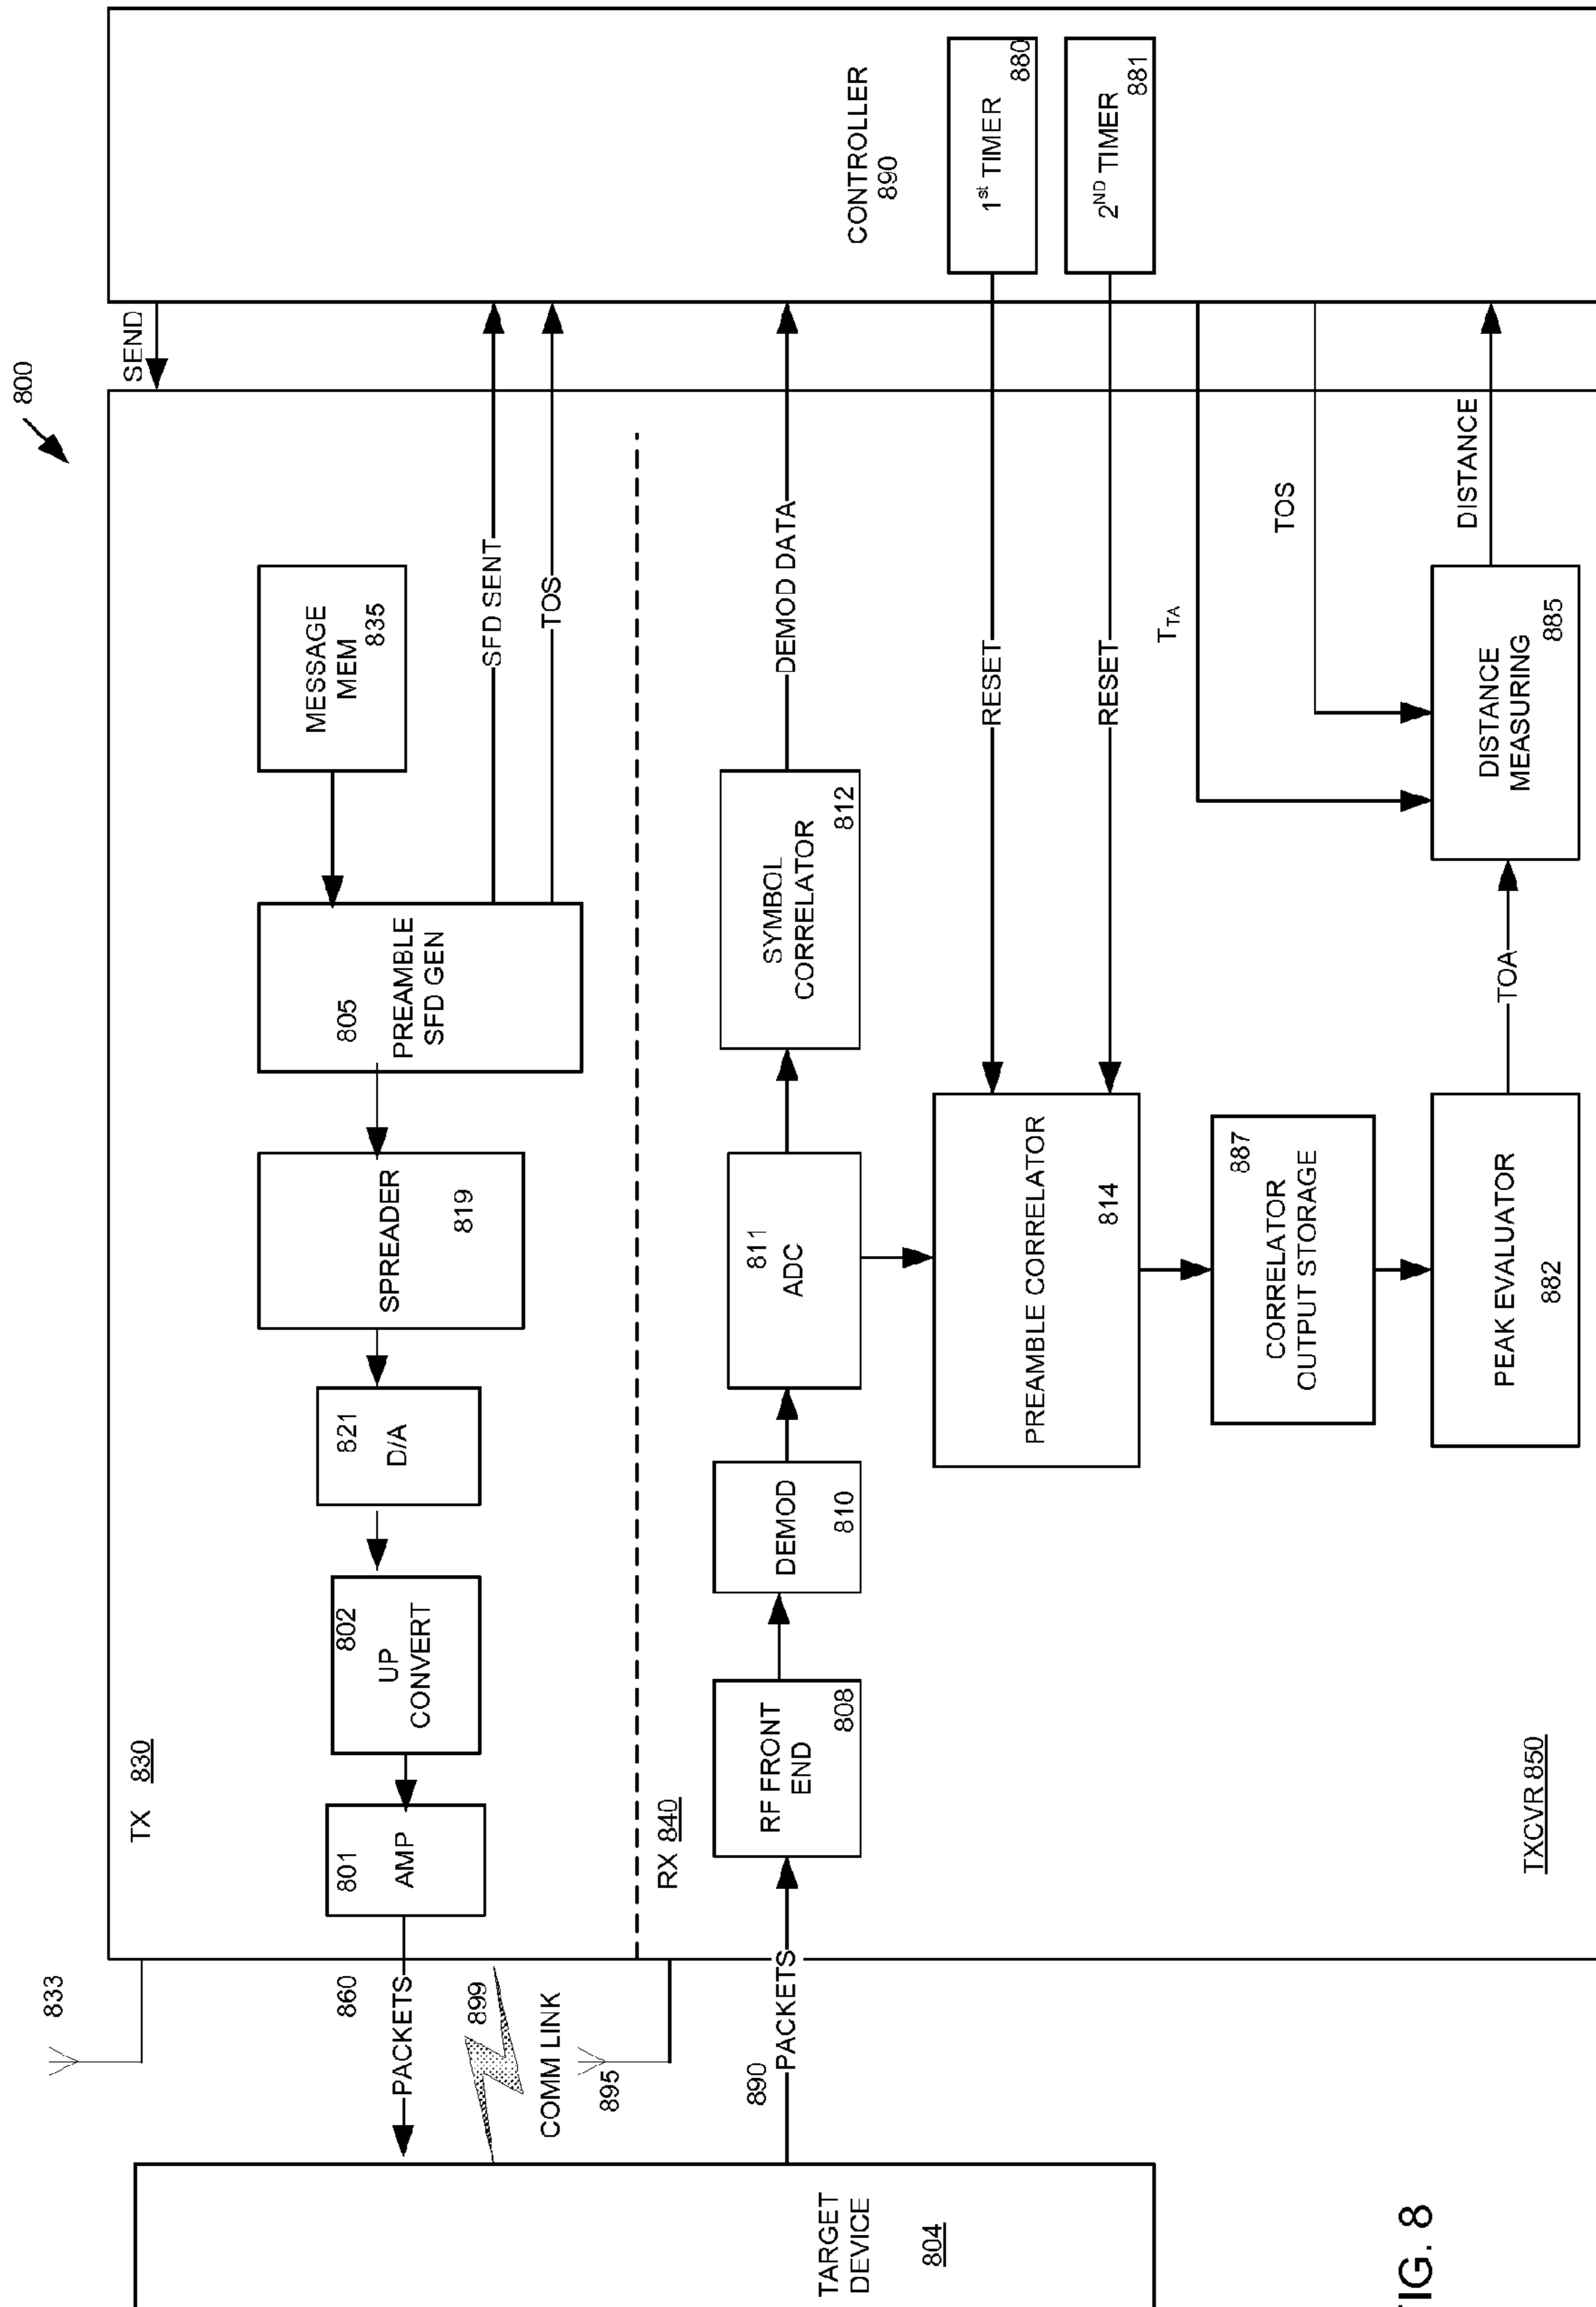 800
833
TX 830
860
PACKETS
801
AMP
802
UP
CONVERT
821
D/A
SPREADER
819
805
PREAMBLE
SFD GEN
MESSAGE
MEM
835
SEND
SFD SENT
TOS
899
COMM LINK
895
RX 840
890
PACKETS
RF FRONT
END
808
DEMOD
810
811
ADC
SYMBOL
CORRELATOR
812
DEMOD DATA
CONTROLLER
890
TARGET
DEVICE
804
PREAMBLE CORRELATOR
814
RESET
1st TIMER
880
RESET
2ND TIMER
881
887
CORRELATOR
OUTPUT STORAGE
TTA
TOS
PEAK EVALUATOR
882
TOA
DISTANCE
MEASURING
885
DISTANCE
TXCVR 850
FIG. 8